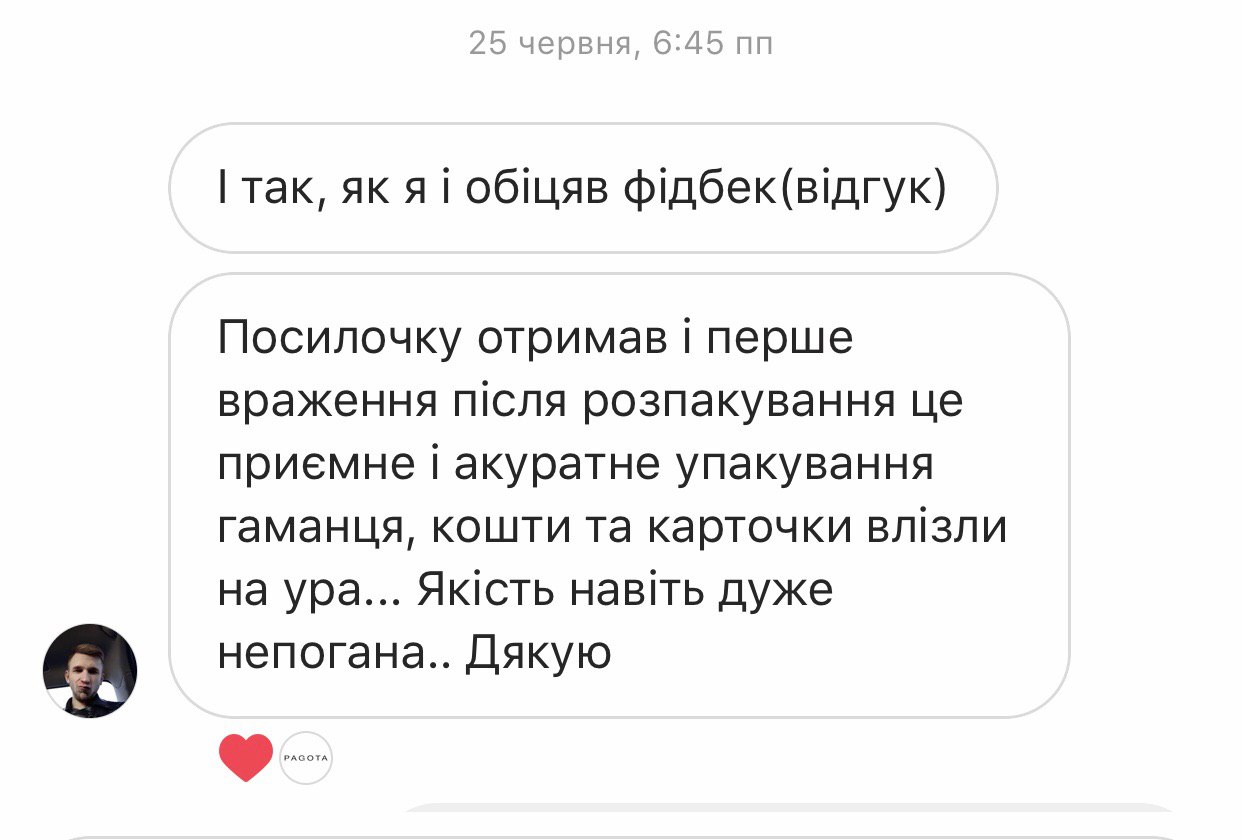 25 червня, 6:45 пп
І так, як я і обіцяв фідбек(відгук)
Посилочку отримав і перше
враження після розпакування це
приємне і акуратне упакування
гаманця, кошти та карточки влізли
на ура... Якість навіть дуже
непогана.. Дякую
PAGOTA